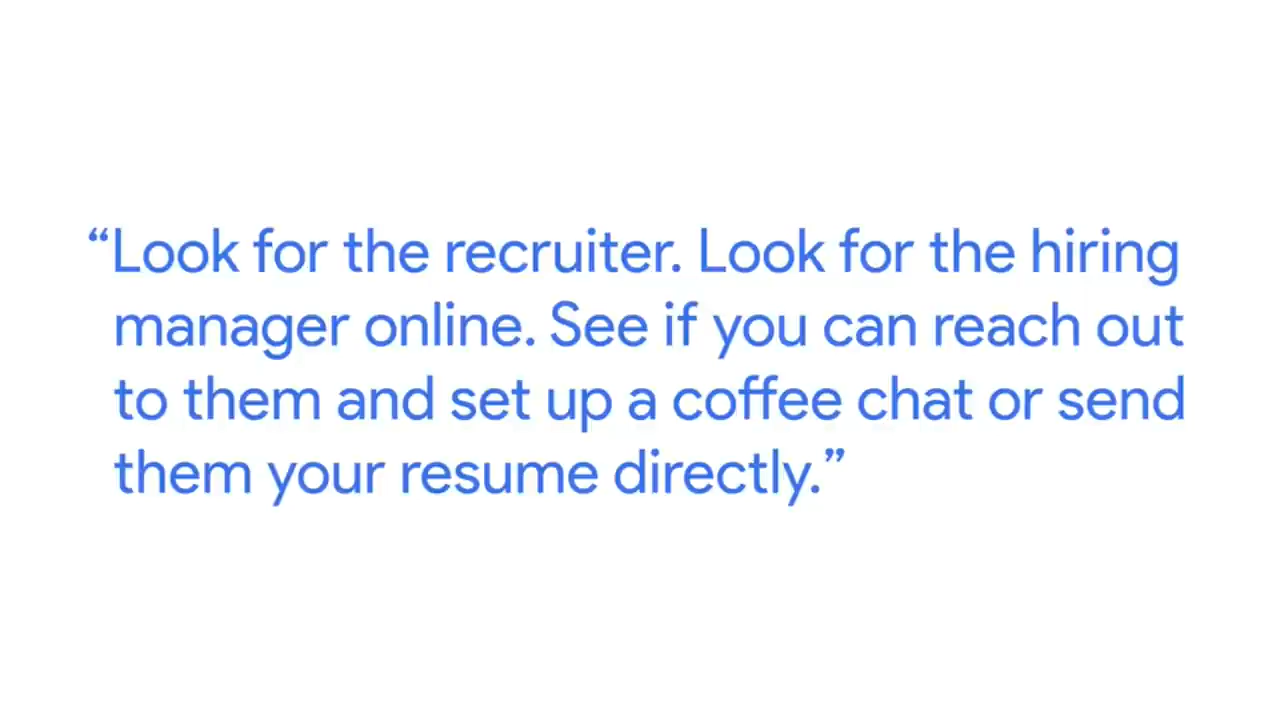 “Look for the recruiter. Look for the hiring
manager online. See if you can reach out
to them and set up a coffee chat or send
them your resume directly.”